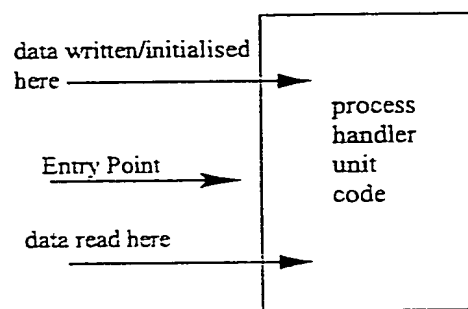 data written/initialised
here
process
handler
unit
code
Entry Point
data read here